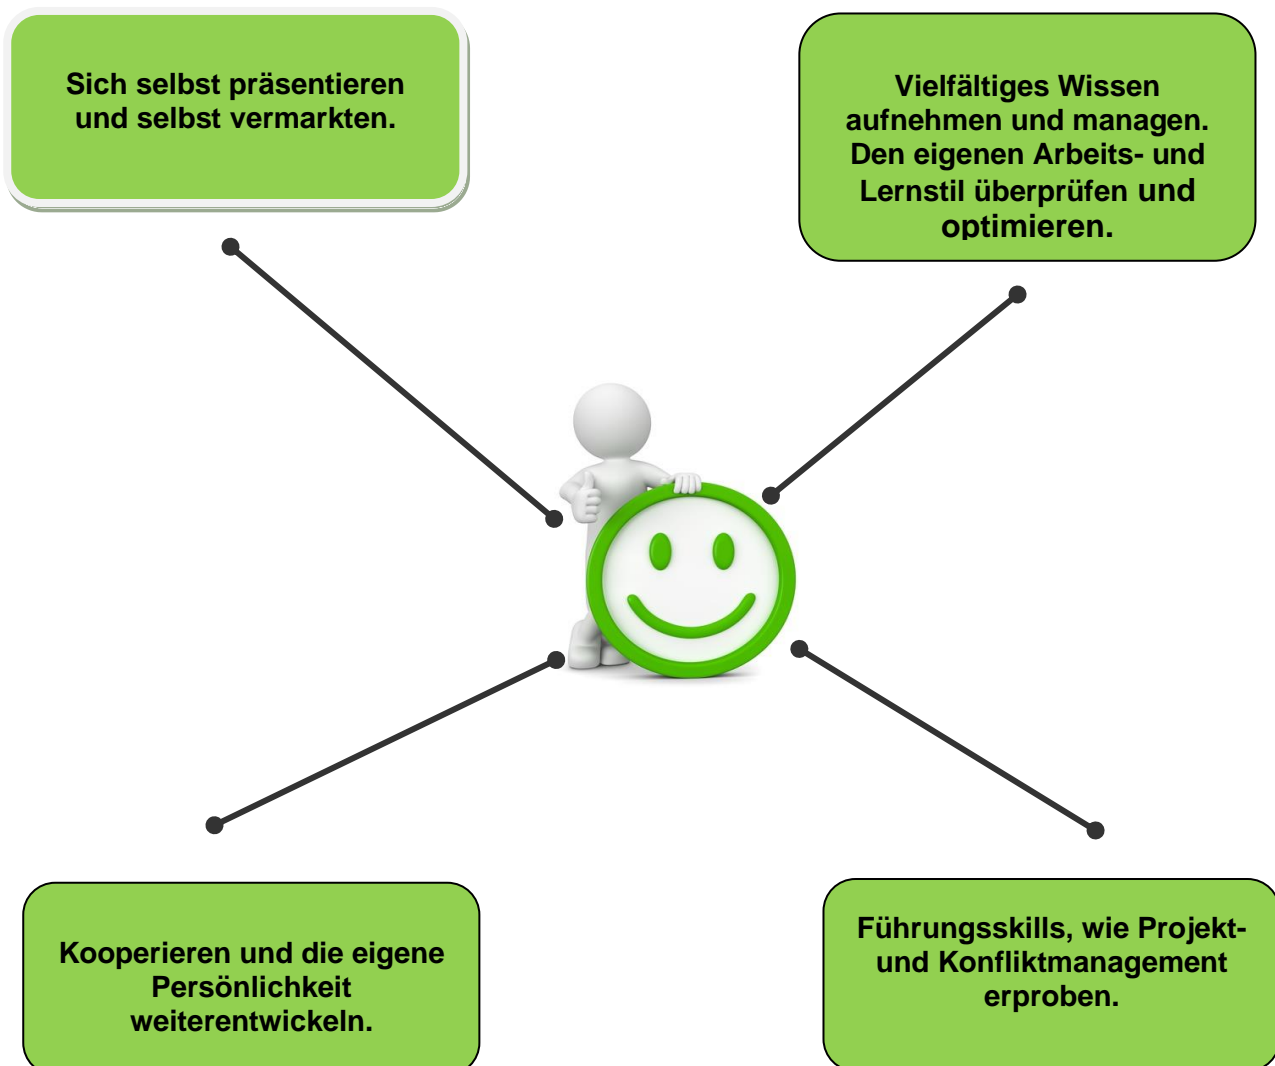 Sich selbst präsentieren
und selbst vermarkten.
Vielfältiges Wissen
aufnehmen und managen.
Den eigenen Arbeits- und
Lernstil überprüfen und
optimieren.
Kooperieren und die eigene
Persönlichkeit
weiterentwickeln.
Führungsskills, wie Projekt-
und Konfliktmanagement
erproben.